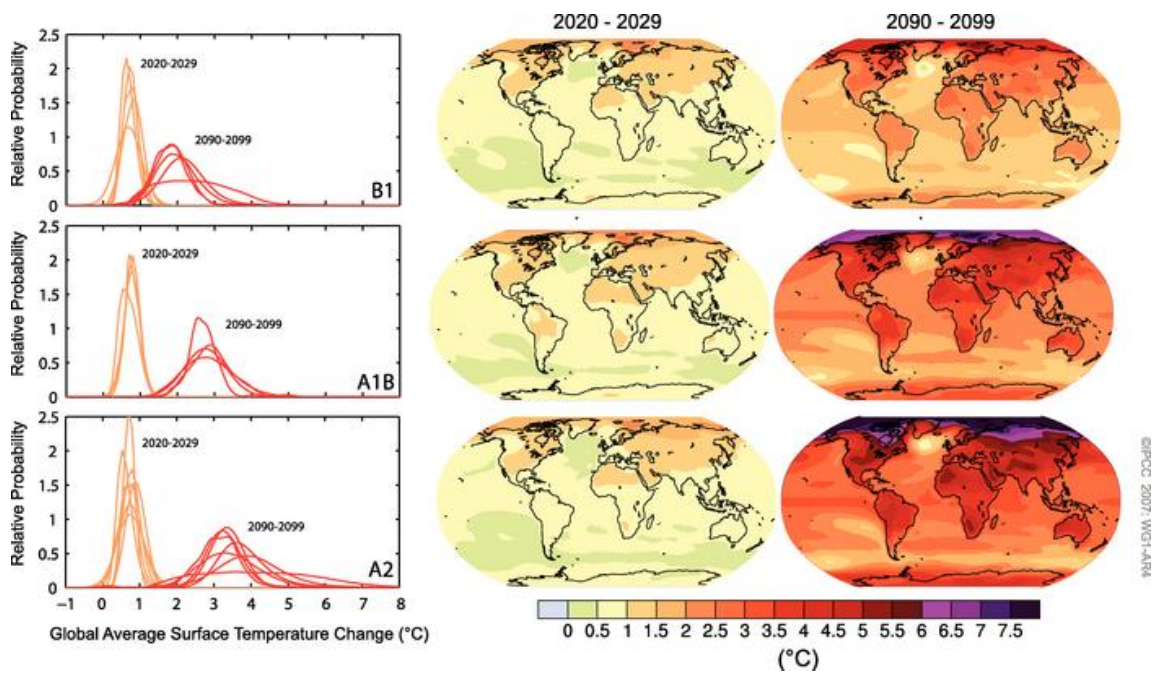 2020 - 2029
2090 - 2099
Relative Probability
2.5
2
1.5
1
0.5
0
2020-2029
2090-2099
B1
Relative Probability
2.5
2
1.5
1
0.5
0
2020-2029
2090-2099
A1B
Relative Probability
2.5
2
1.5
1
0.5
0
2020-2029
2090-2099
A2
−1 0 1 2 3 4 5 6 7 8
Global Average Surface Temperature Change (°C)
0 0.5 1 1.5 2 2.5 3 3.5 4 4.5 5 5.5 6 6.5 7 7.5
(°C)
©IPCC 2007: WG1-AR4